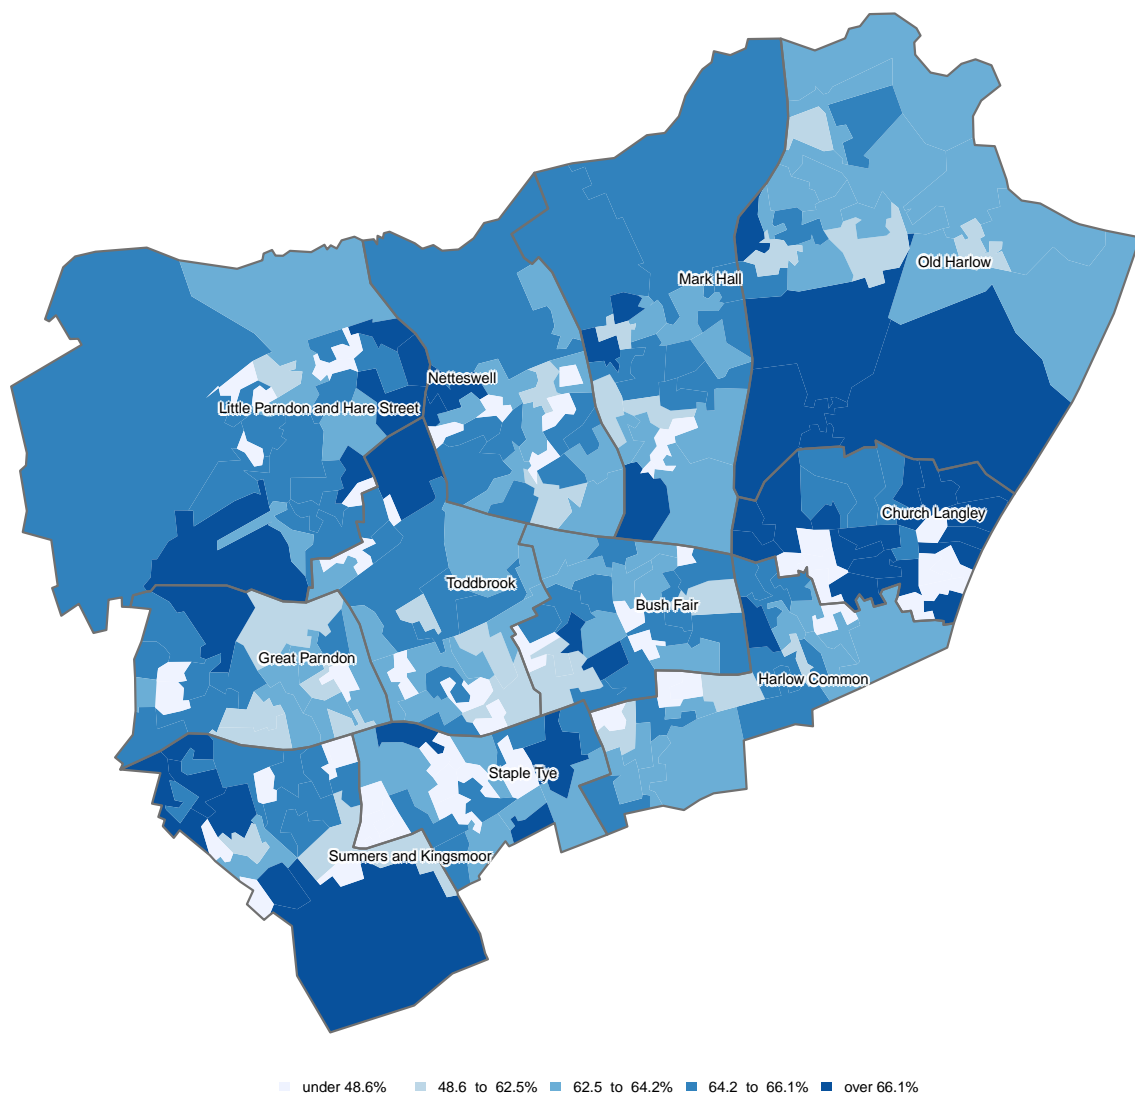 Old Harlow
Mark Hall
Netteswell
Little Parndon and Hare Street
Church Langley
Toddbrook
Bush Fair
Great Parndon
Harlow Common
Staple Tye
Sumners and Kingsmoor
under 48.6% 48.6 to 62.5% 62.5 to 64.2% 64.2 to 66.1% over 66.1%